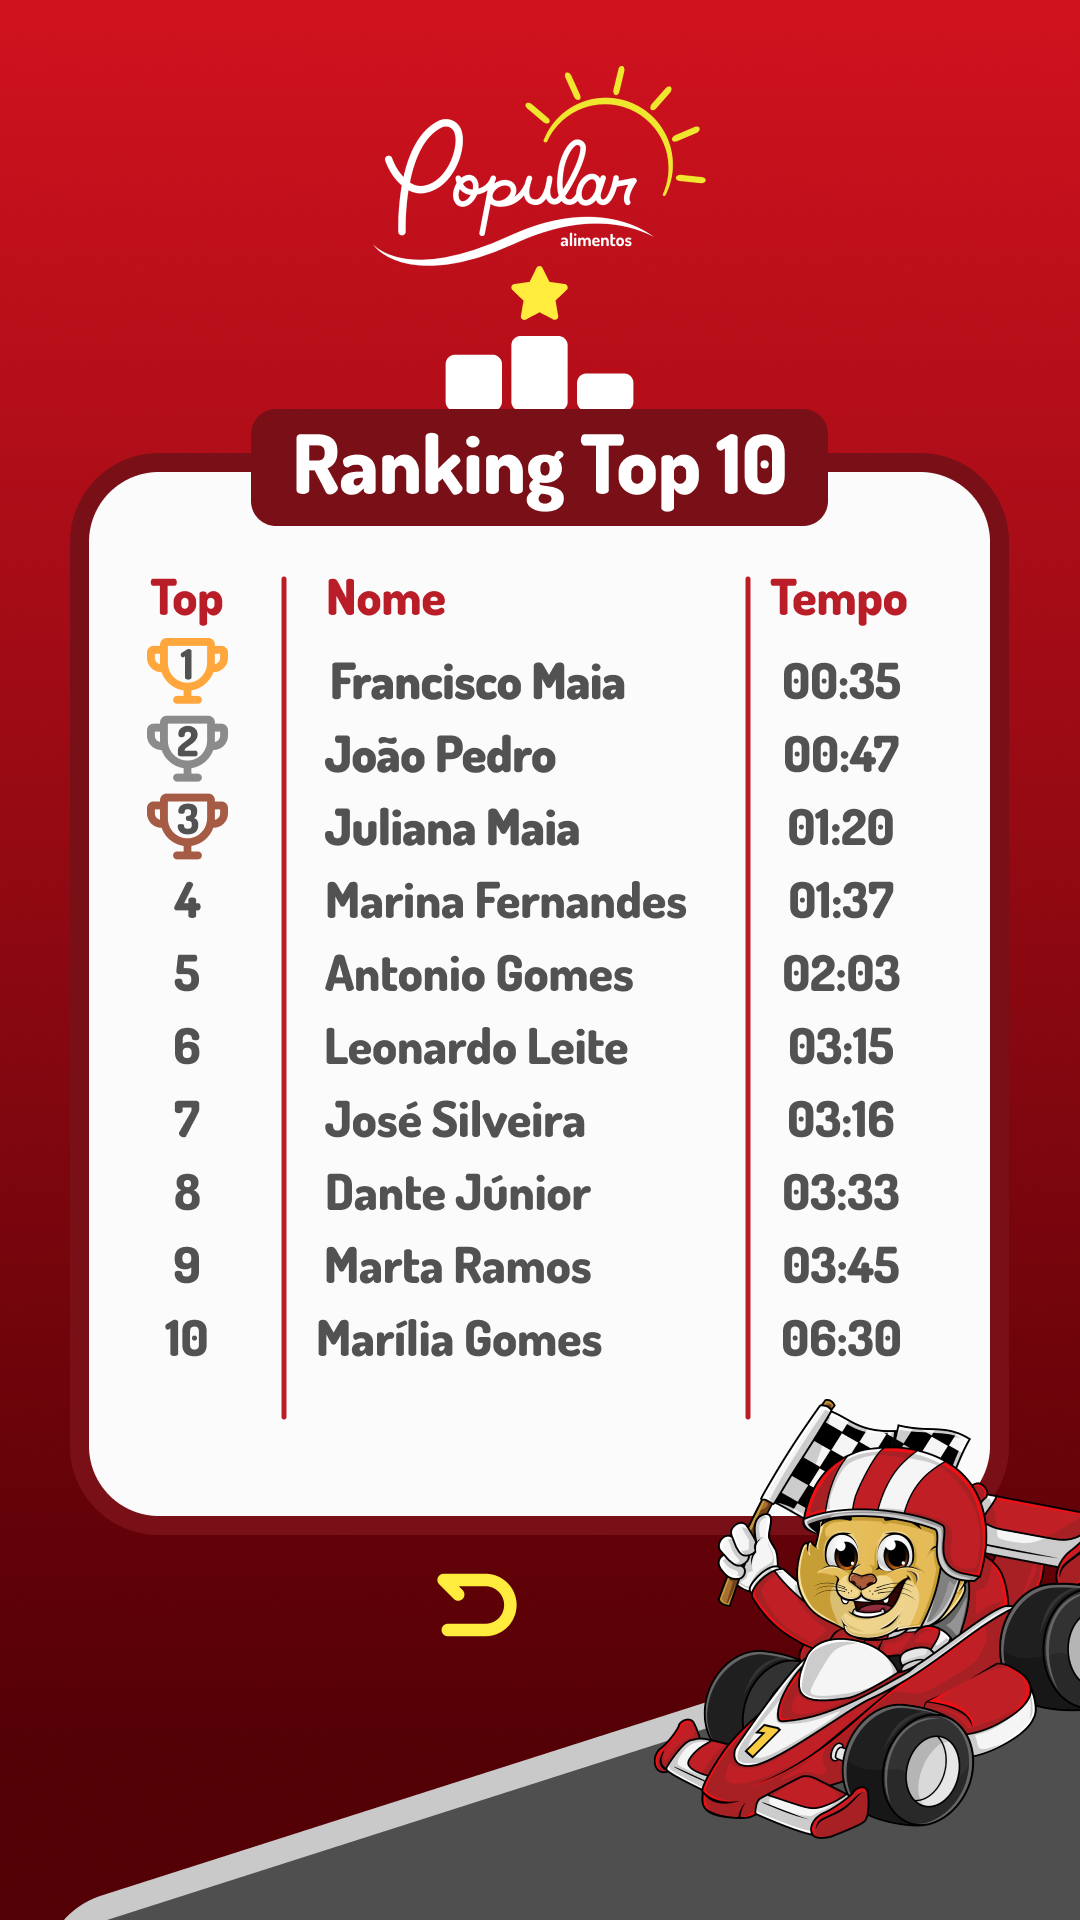 Popular
alimentos
Ranking Top 10
Top Nome Tempo
1 Francisco Maia 00:35
2 João Pedro 00:47
3 Juliana Maia 01:20
4 Marina Fernandes 01:37
5 Antonio Gomes 02:03
6 Leonardo Leite 03:15
7 José Silveira 03:16
8 Dante Júnior 03:33
9 Marta Ramos 03:45
10 Marília Gomes 06:30
1